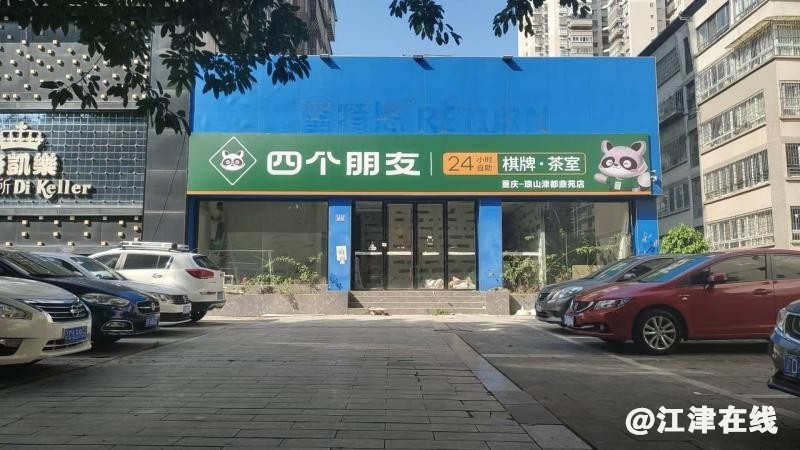 RETURN
四个朋友
24小时自助 棋牌·茶室
重庆-琅山津都鼎苑店
凯樂
Di Keller
@江津在线